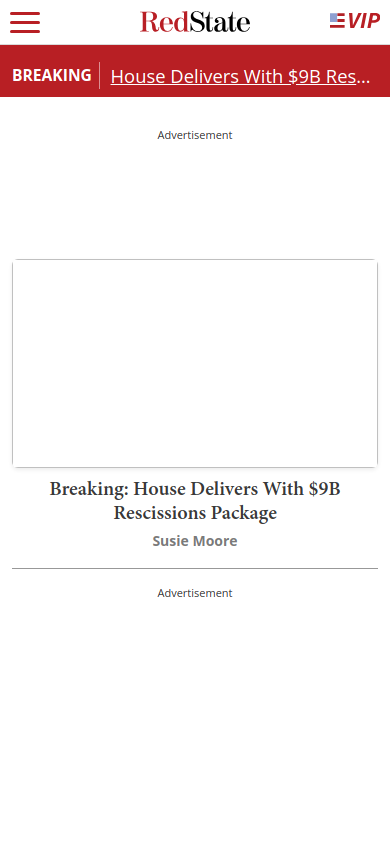 RedState
VIP
BREAKING
House Delivers With $9B Res...
Advertisement
Breaking: House Delivers With $9B
Rescissions Package
Susie Moore
Advertisement